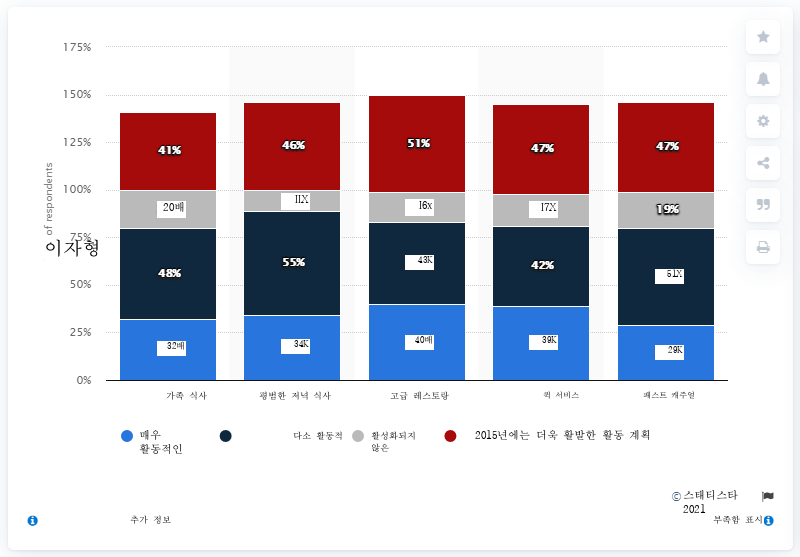 175%
150%
125%
100%
75%
50%
25%
0%
of respondents
이자형
41% 46% 51% 47% 47%
20배 11X 16x 17X 19%
48% 55% 43K 42% 51X
32배 34K 40배 39K 29K
가족 식사 평범한 저녁 식사 고급 레스토랑 퀵 서비스 패스트 캐주얼
매우
활동적인
다소 활동적
활성화되지
않은
2015년에는 더욱 활발한 활동 계획
© 스태티스타
2021
추가 정보
부족함 표시